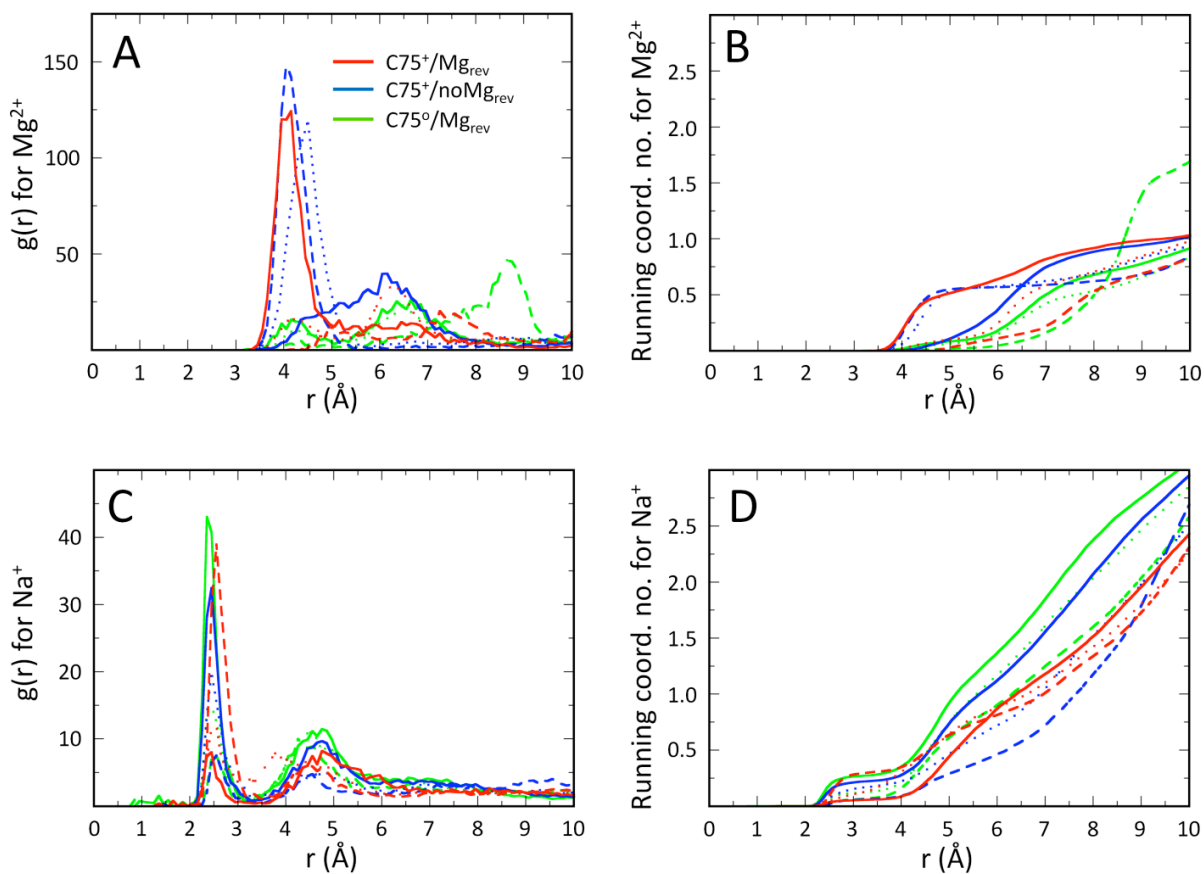 A
g(r) for Mg²⁺
150
100
50
C75⁺/Mg_rev
C75⁺/noMg_rev
C75°/Mg_rev
0 1 2 3 4 5 6 7 8 9 10
r (Å)
B
Running coord. no. for Mg²⁺
2.5
2.0
1.5
1.0
0.5
0 1 2 3 4 5 6 7 8 9 10
r (Å)
C
g(r) for Na⁺
40
30
20
10
0 1 2 3 4 5 6 7 8 9 10
r (Å)
D
Running coord. no. for Na⁺
2.5
2.0
1.5
1.0
0.5
0 1 2 3 4 5 6 7 8 9 10
r (Å)